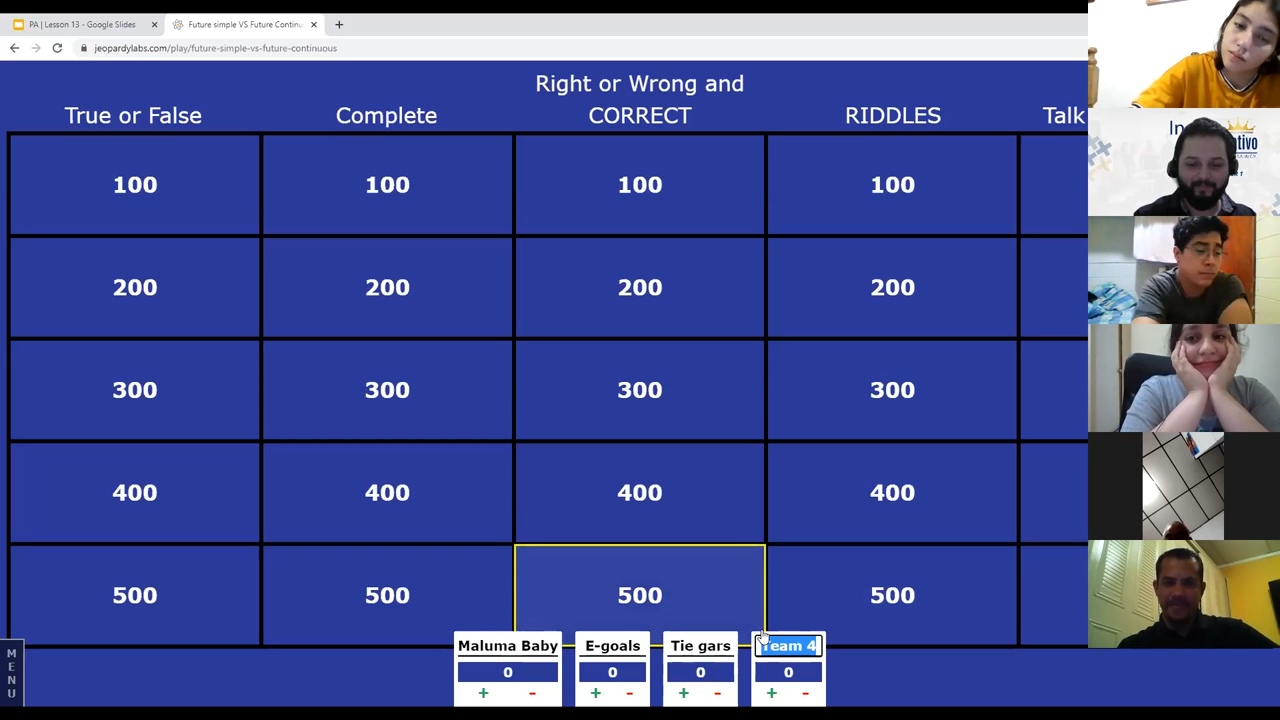 PA | Lesson 13 - Google Slides
Future simple VS Future Continu
jeopardylabs.com/play/future-simple-vs-future-continuous
True or False
Complete
Right or Wrong and
CORRECT
RIDDLES
Talk
100
100
100
100
200
200
200
200
300
300
300
300
400
400
400
400
500
500
500
500
MENU
Maluma Baby
E-goals
Tie gars
Team 4
0
0
0
0
+ -
+ -
+ -
+ -